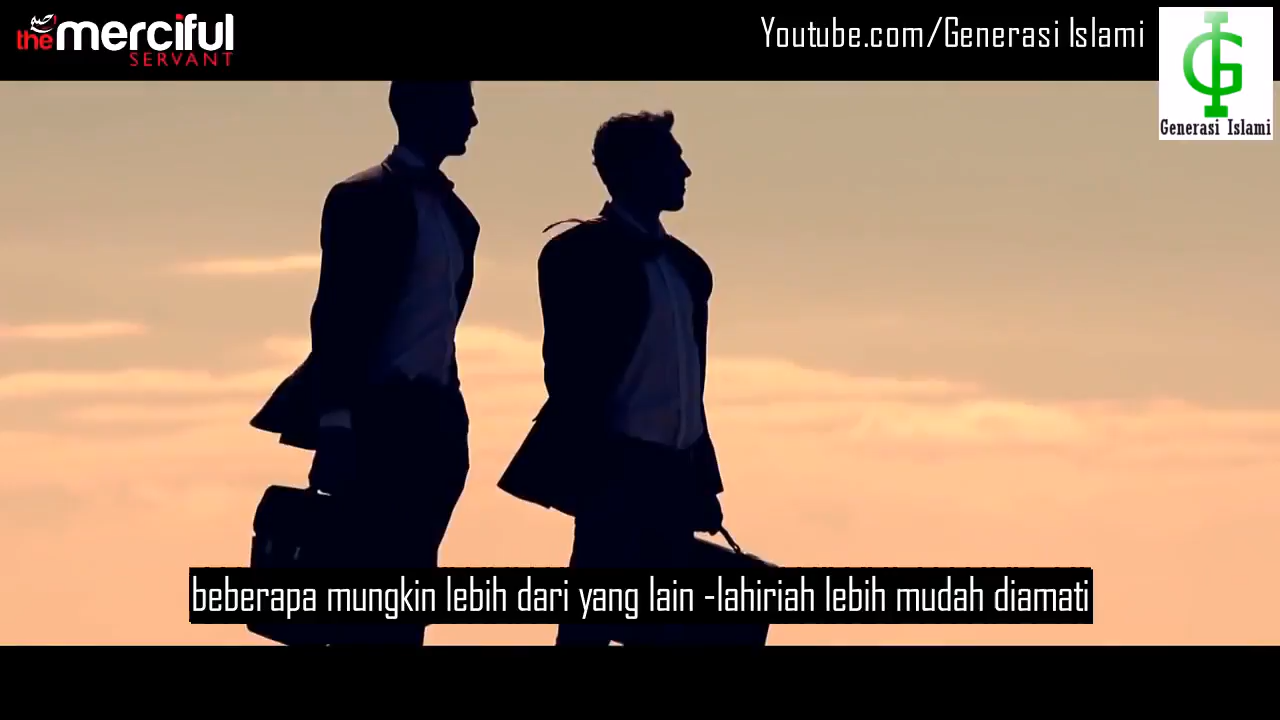 the merciful
SERVANT
Youtube.com/Generasi Islami
Generasi Islami
beberapa mungkin lebih dari yang lain -lahiriah lebih mudah diamati